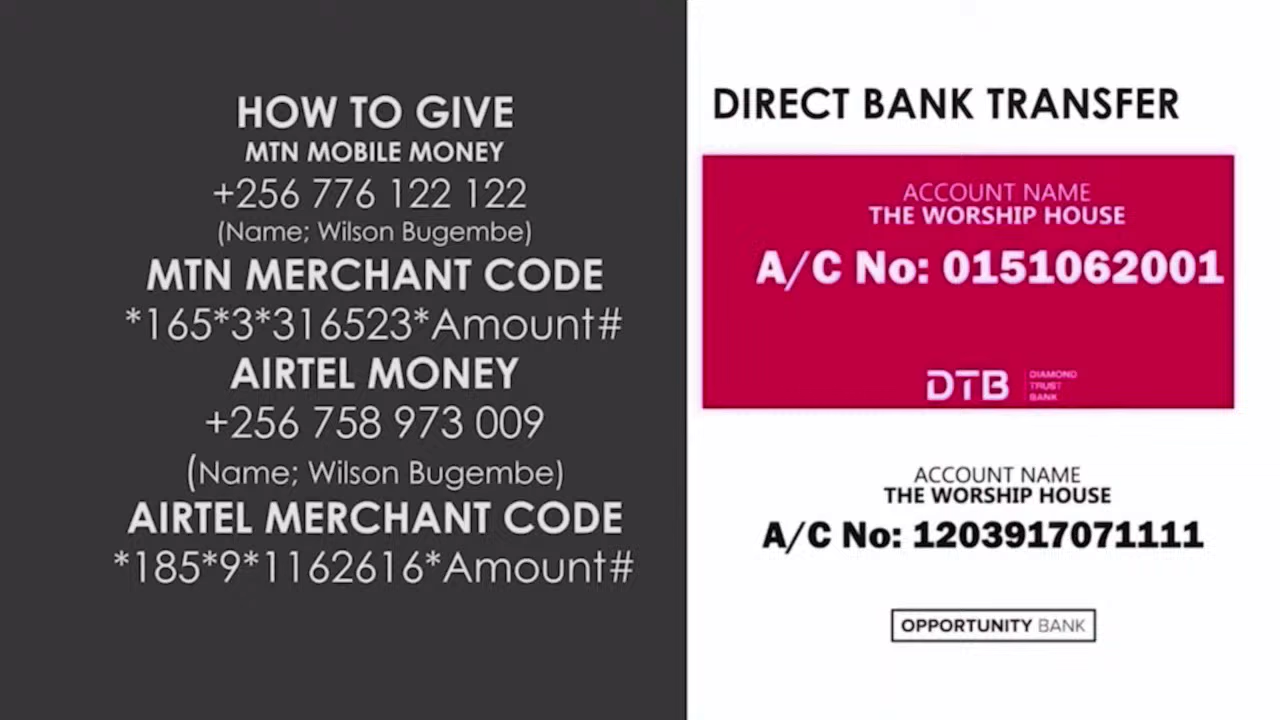 HOW TO GIVE
MTN MOBILE MONEY
+256 776 122 122
(Name; Wilson Bugembe)
MTN MERCHANT CODE
*165*3*316523*Amount#
AIRTEL MONEY
+256 758 973 009
(Name; Wilson Bugembe)
AIRTEL MERCHANT CODE
*185*9*1162616*Amount#
DIRECT BANK TRANSFER
ACCOUNT NAME
THE WORSHIP HOUSE
A/C No: 0151062001
DTB
DIAMOND
TRUST
BANK
ACCOUNT NAME
THE WORSHIP HOUSE
A/C No: 1203917071111
OPPORTUNITY BANK